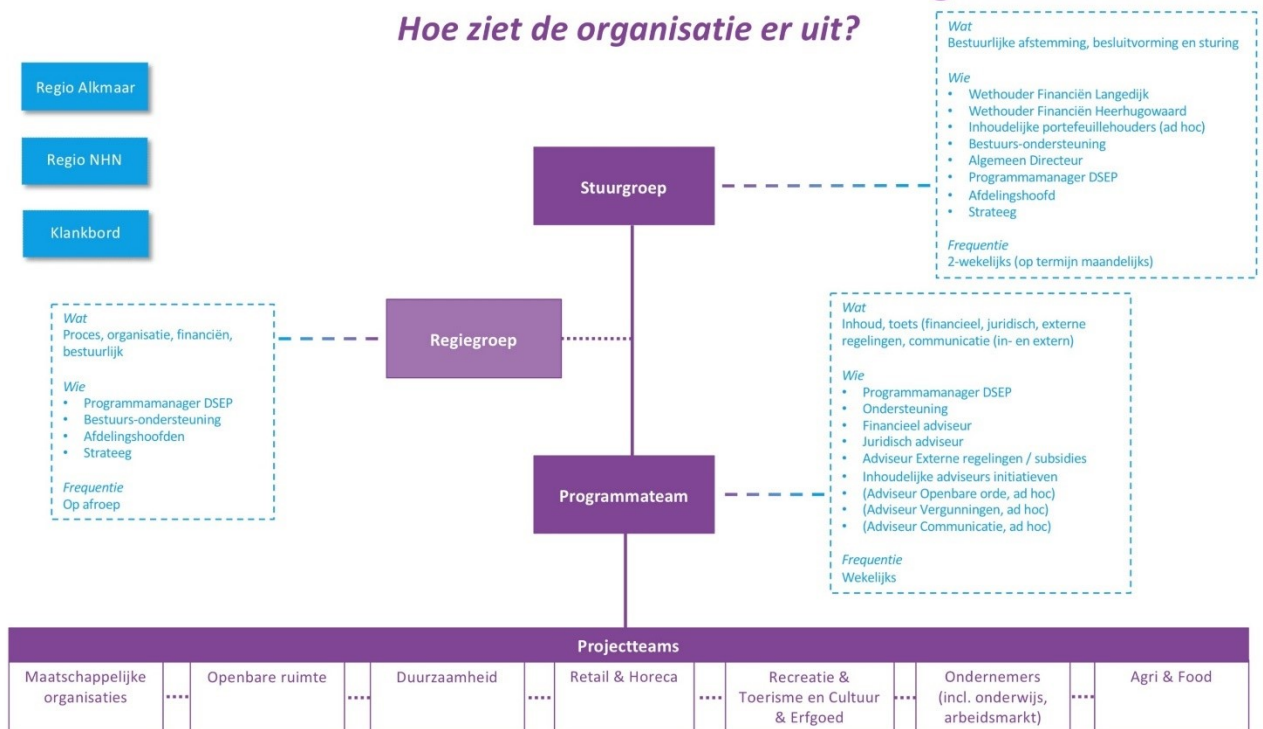 Hoe ziet de organisatie er uit?
Regio Alkmaar
Regio NHN
Klankbord
Stuurgroep
Wat
Bestuurlijke afstemming, besluitvorming en sturing
Wie
• Wethouder Financiën Langedijk
• Wethouder Financiën Heerhugowaard
• Inhoudelijke portefeuillehouders (ad hoc)
• Bestuurs-ondersteuning
• Algemeen Directeur
• Programmamanager DSEP
• Afdelingshoofd
• Strateeg
Frequentie
2-wekelijks (op termijn maandelijks)
Wat
Proces, organisatie, financiën,
bestuurlijk
Wie
• Programmamanager DSEP
• Bestuurs-ondersteuning
• Afdelingshoofden
• Strateeg
Frequentie
Op afroep
Regiegroep
Programmateam
Wat
Inhoud, toets (financieel, juridisch, externe
regelingen, communicatie (in- en extern)
Wie
• Programmamanager DSEP
• Ondersteuning
• Financieel adviseur
• Juridisch adviseur
• Adviseur Externe regelingen / subsidies
• Inhoudelijke adviseurs initiatieven
• (Adviseur Openbare orde, ad hoc)
• (Adviseur Vergunningen, ad hoc)
• (Adviseur Communicatie, ad hoc)
Frequentie
Wekelijks
Projectteams
Maatschappelijke
organisaties
Openbare ruimte
Duurzaamheid
Retail & Horeca
Recreatie &
Toerisme en Cultuur
& Erfgoed
Ondernemers
(incl. onderwijs,
arbeidsmarkt)
Agri & Food